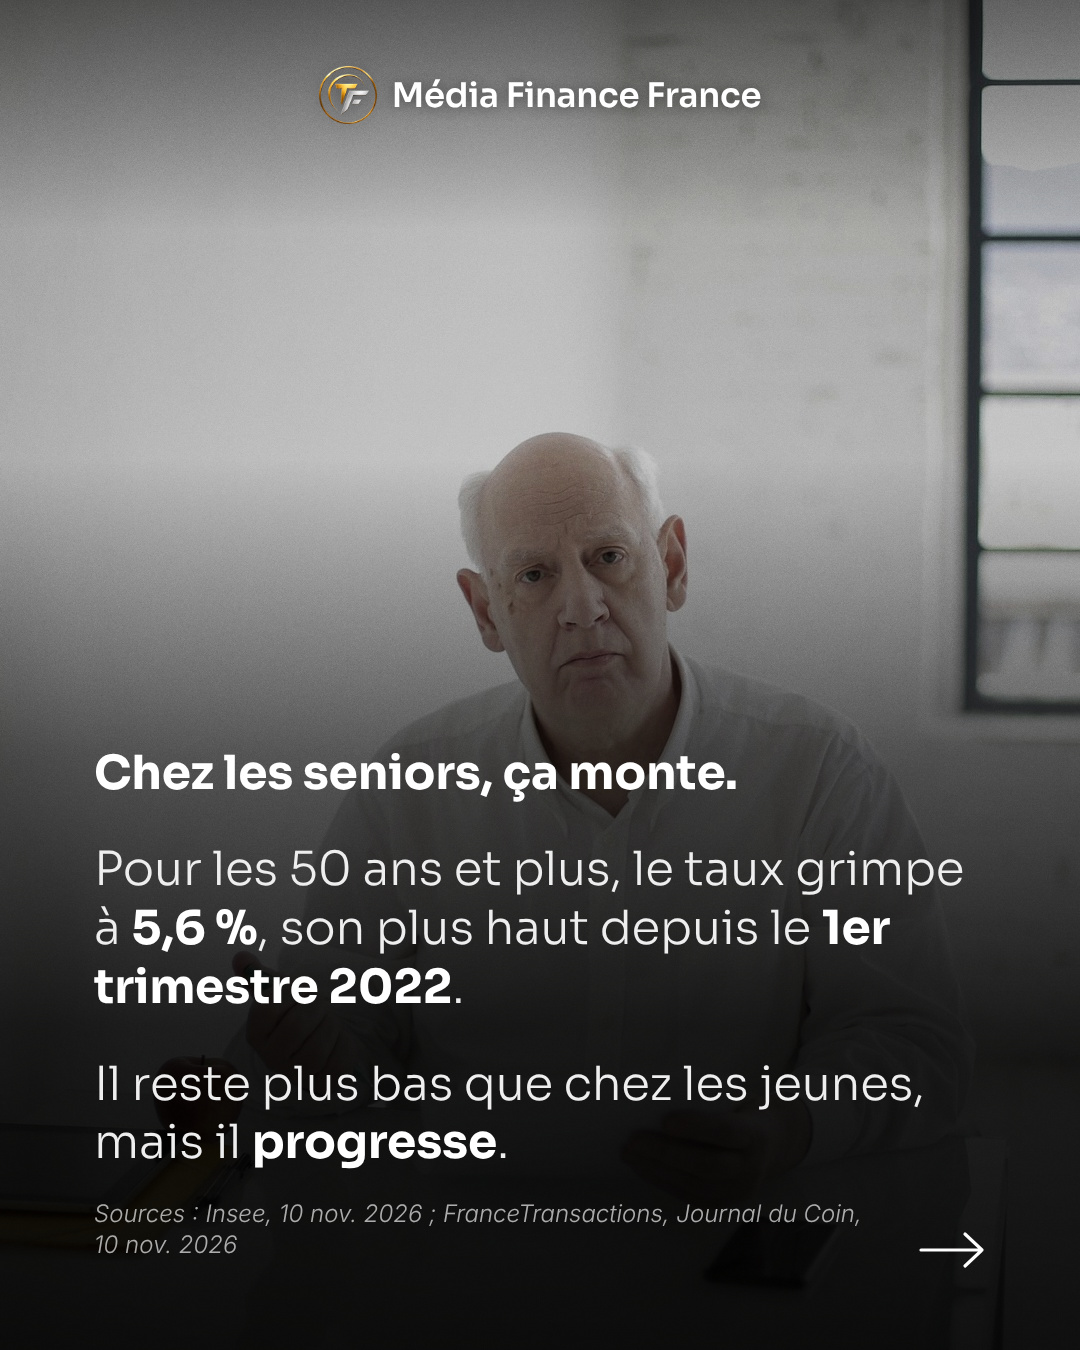 TF Média Finance France
Chez les seniors, ça monte.
Pour les 50 ans et plus, le taux grimpe
à 5,6 %, son plus haut depuis le 1er
trimestre 2022.
Il reste plus bas que chez les jeunes,
mais il progresse.
Sources : Insee, 10 nov. 2026 ; FranceTransactions, Journal du Coin,
10 nov. 2026